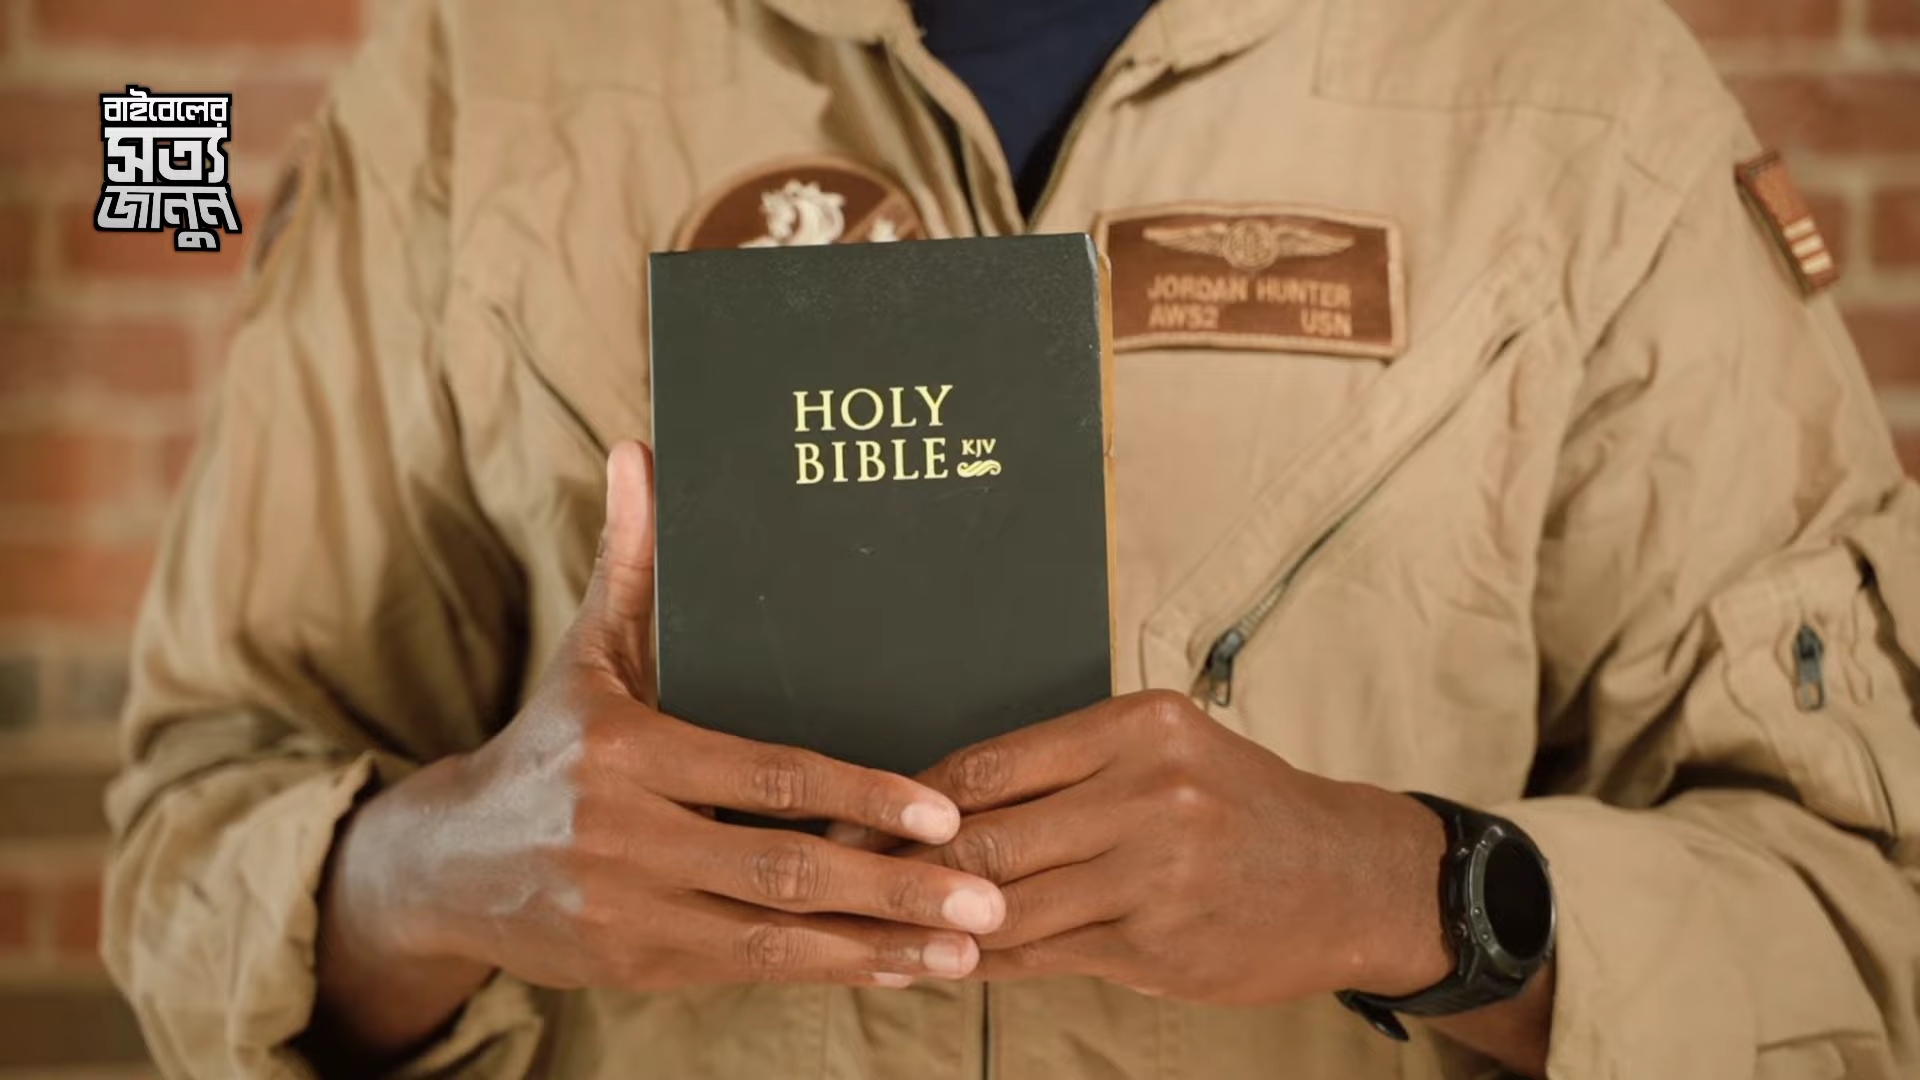 বাইবেলের
সত্য
জানুন
JORDAN HUNTER
AWS2 USN
HOLY
BIBLE KJV